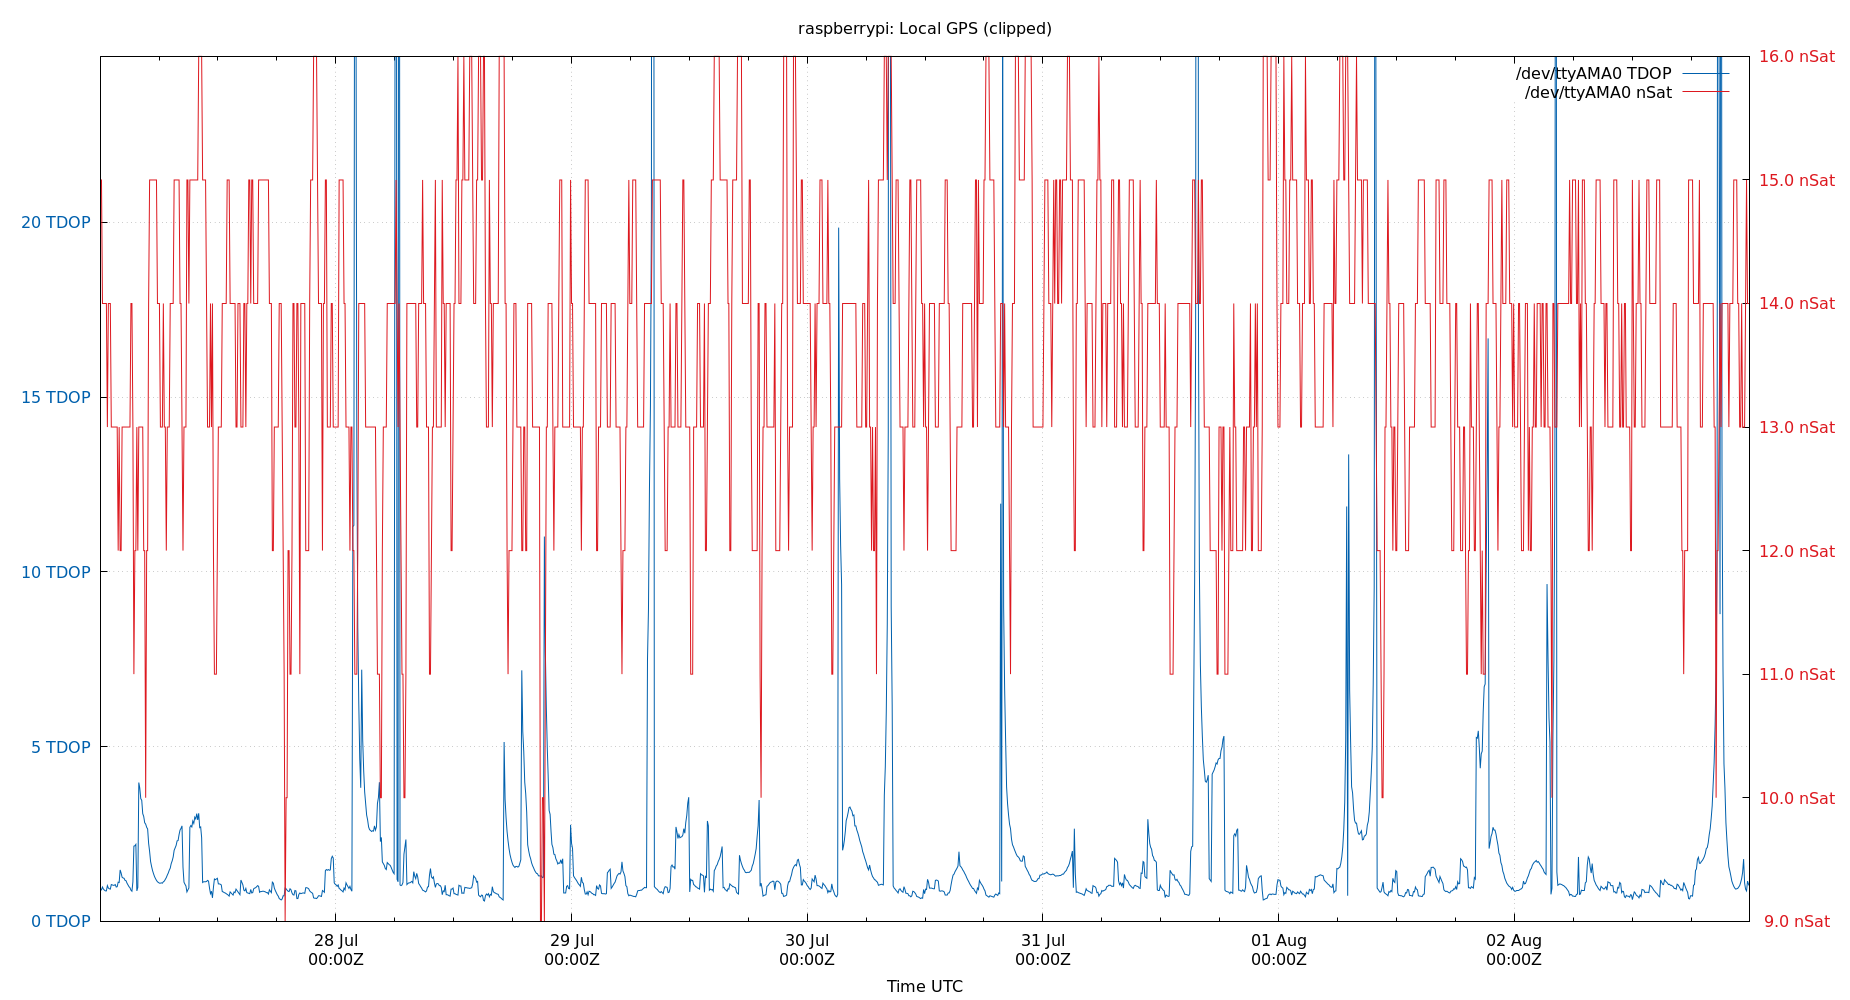 raspberrypi: Local GPS (clipped)
16.0 nSat
/dev/ttyAMA0 TDOP
/dev/ttyAMA0 nSat
15.0 nSat
20 TDOP
14.0 nSat
15 TDOP
13.0 nSat
12.0 nSat
10 TDOP
11.0 nSat
5 TDOP
10.0 nSat
0 TDOP
9.0 nSat
28 Jul
00:00Z
29 Jul
00:00Z
30 Jul
00:00Z
31 Jul
00:00Z
01 Aug
00:00Z
02 Aug
00:00Z
Time UTC